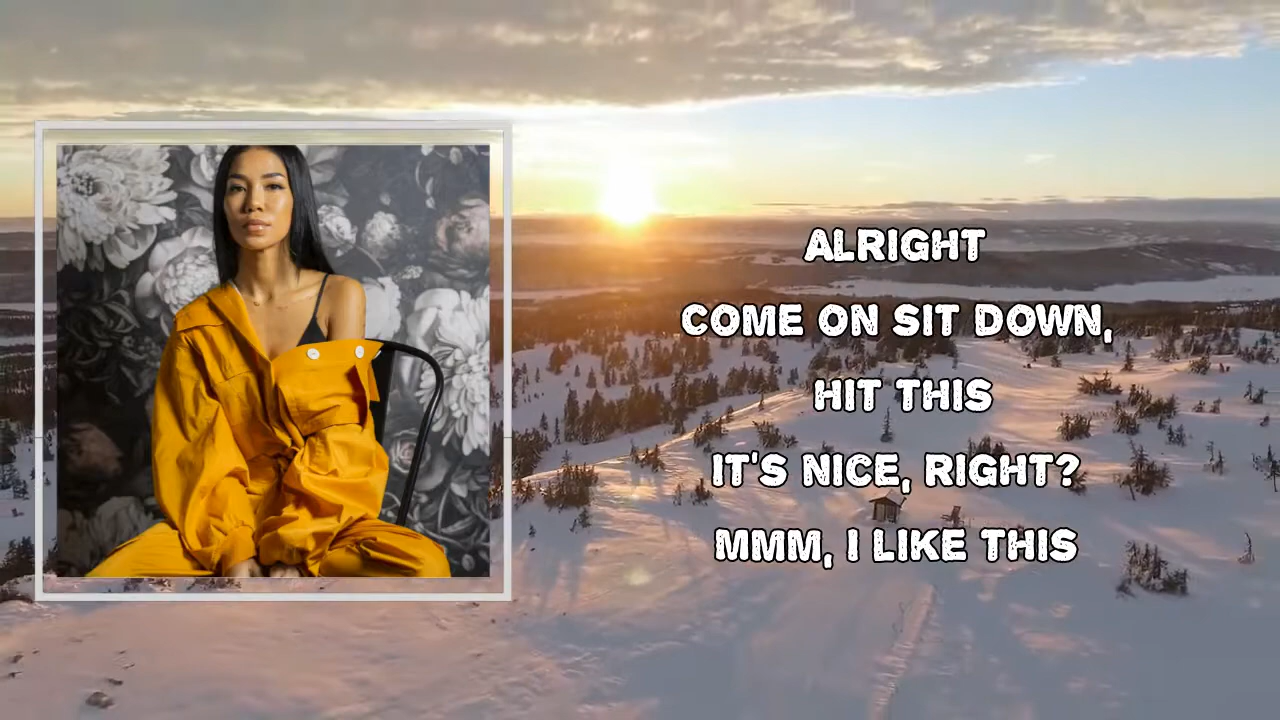 ALRIGHT
COME ON SIT DOWN,
HIT THIS
IT'S NICE, RIGHT?
MMM, I LIKE THIS